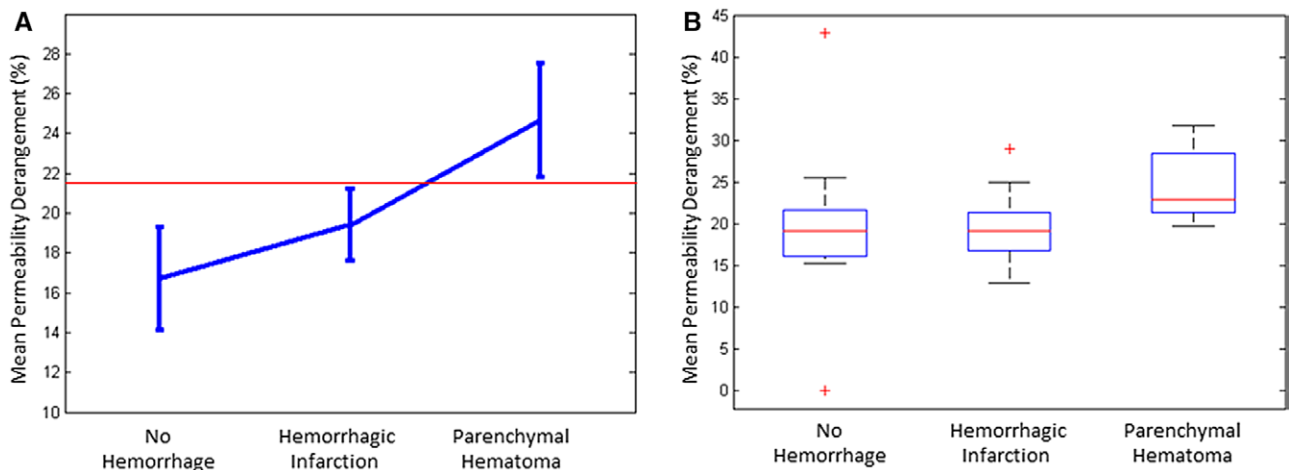 A
Mean Permeability Derangement (%)
28
26
24
22
20
18
16
14
12
10
No
Hemorrhage
Hemorrhagic
Infarction
Parenchymal
Hematoma
B
Mean Permeability Derangement (%)
45
40
35
30
25
20
15
10
5
0
No
Hemorrhage
Hemorrhagic
Infarction
Parenchymal
Hematoma